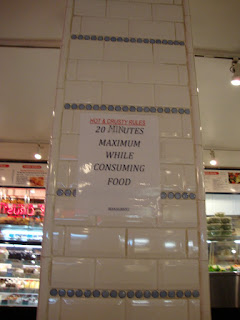 HOT & CRUSTY RULES
20 MINUTES
MAXIMUM
WHILE
CONSUMING
FOOD